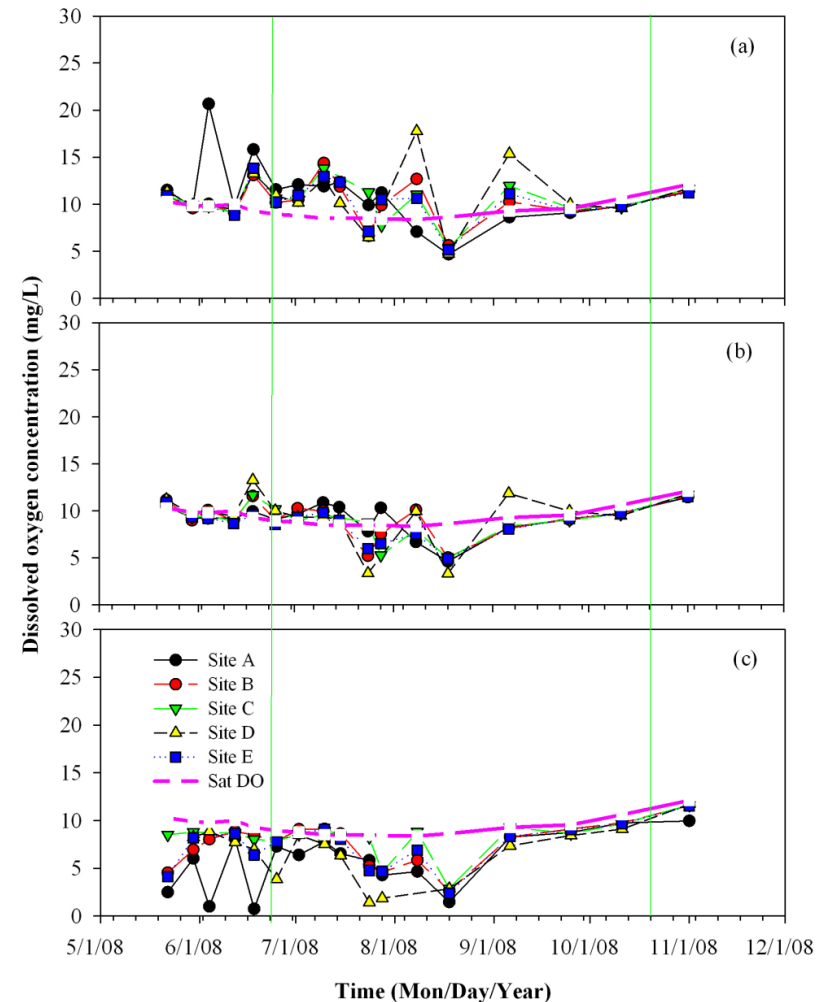 30
25
20
15
10
5
0
(a)
30
25
20
15
10
5
0
(b)
Dissolved oxygen concentration (mg/L)
30
25
20
15
10
5
0
(c)
Site A
Site B
Site C
Site D
Site E
Sat DO
5/1/08 6/1/08 7/1/08 8/1/08 9/1/08 10/1/08 11/1/08 12/1/08
Time (Mon/Day/Year)